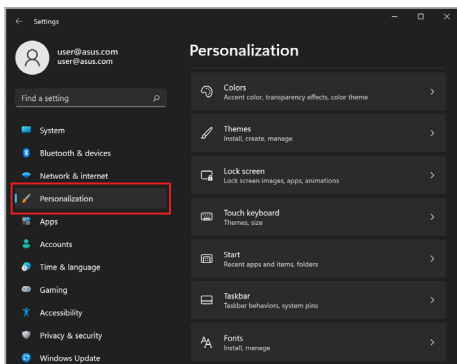 Settings
user@asus.com
user@asus.com
Find a setting
System
Bluetooth & devices
Network & internet
Personalization
Apps
Accounts
Time & language
Gaming
Accessibility
Privacy & security
Windows Update
Personalization
Colors
Accent color, transparency effects, color theme
Themes
Install, create, manage
Lock screen
Lock screen images, apps, animations
Touch keyboard
Themes, size
Start
Recent apps and items, folders
Taskbar
Taskbar behaviors, system pins
Fonts
Install, manage